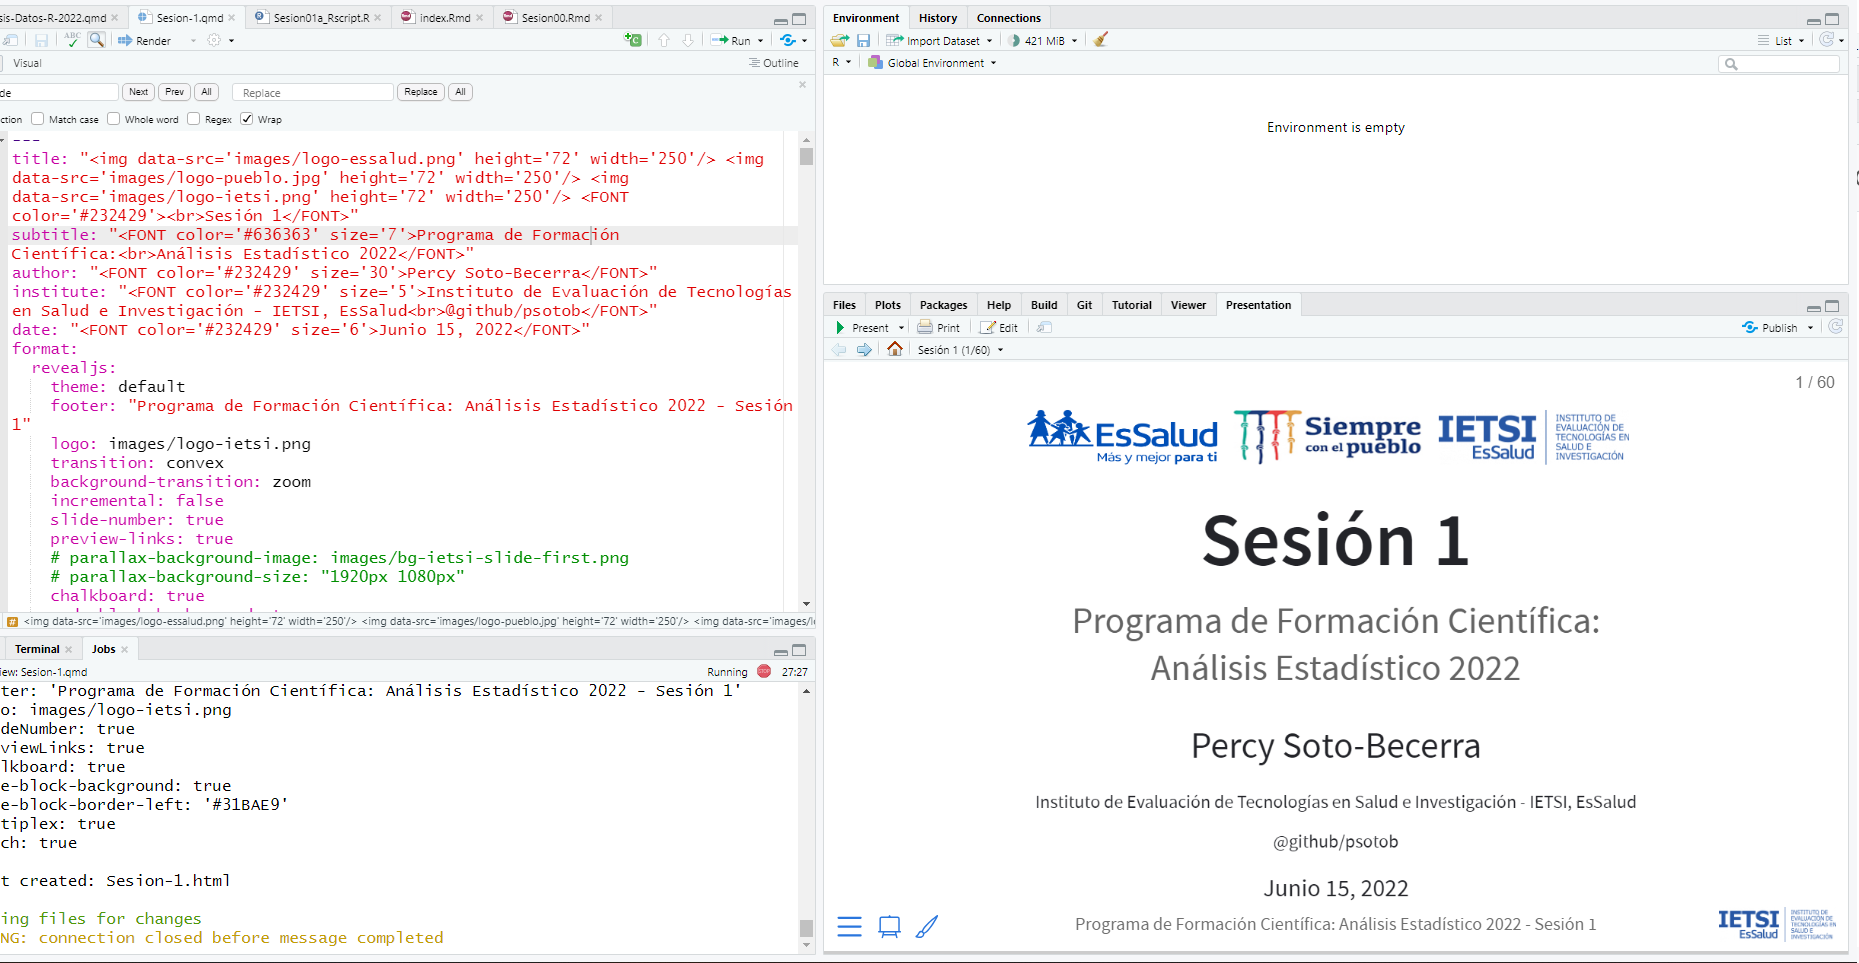 sis-Datos-R-2022.qmd
Sesion-1.qmd
Sesion01a_Rscript.R
index.Rmd
Sesion00.Rmd
ABC
Render
Run
Visual
Outline
de
Next
Prev
All
Replace
Replace
All
ction
Match case
Whole word
Regex
Wrap
---
title: "<img data-src='images/logo-essalud.png' height='72' width='250'/> <img
data-src='images/logo-pueblo.jpg' height='72' width='250'/> <img
data-src='images/logo-ietsi.png' height='72' width='250'/> <FONT
color='#232429'><br>Sesión 1</FONT>"
subtitle: "<FONT color='#636363' size='7'>Programa de Formación
Científica:<br>Análisis Estadístico 2022</FONT>"
author: "<FONT color='#232429' size='30'>Percy Soto-Becerra</FONT>"
institute: "<FONT color='#232429' size='5'>Instituto de Evaluación de Tecnologías
en Salud e Investigación - IETSI, EsSalud<br>@github/psotob</FONT>"
date: "<FONT color='#232429' size='6'>Junio 15, 2022</FONT>"
format:
revealjs:
theme: default
footer: "Programa de Formación Científica: Análisis Estadístico 2022 - Sesión
1"
logo: images/logo-ietsi.png
transition: convex
background-transition: zoom
incremental: false
slide-number: true
preview-links: true
# parallax-background-image: images/bg-ietsi-slide-first.png
# parallax-background-size: "1920px 1080px"
chalkboard: true
# <img data-src='images/logo-essalud.png' height='72' width='250'/> <img data-src='images/logo-pueblo.jpg' height='72' width='250'/> <img data-src='images/l
Terminal
Jobs
iew: Sesion-1.qmd
Running
STOP
27:27
ter: 'Programa de Formación Científica: Análisis Estadístico 2022 - Sesión 1'
o: images/logo-ietsi.png
deNumber: true
viewLinks: true
lkboard: true
e-block-background: true
e-block-border-left: '#31BAE9'
tiplex: true
ch: true
t created: Sesion-1.html
ing files for changes
NG: connection closed before message completed
Environment
History
Connections
Import Dataset
421 MiB
List
R
Global Environment
Environment is empty
Files
Plots
Packages
Help
Build
Git
Tutorial
Viewer
Presentation
Present
Print
Edit
Publish
Sesión 1 (1/60)
1 / 60
EsSalud
Más y mejor para ti
Siempre
con el pueblo
IETSI
EsSalud
INSTITUTO DE
EVALUACIÓN DE
TECNOLOGÍAS EN
SALUD E
INVESTIGACIÓN
Sesión 1
Programa de Formación Científica:
Análisis Estadístico 2022
Percy Soto-Becerra
Instituto de Evaluación de Tecnologías en Salud e Investigación - IETSI, EsSalud
@github/psotob
Junio 15, 2022
Programa de Formación Científica: Análisis Estadístico 2022 - Sesión 1
IETSI
EsSalud
INSTITUTO DE
EVALUACIÓN DE
TECNOLOGÍAS EN
SALUD E
INVESTIGACIÓN